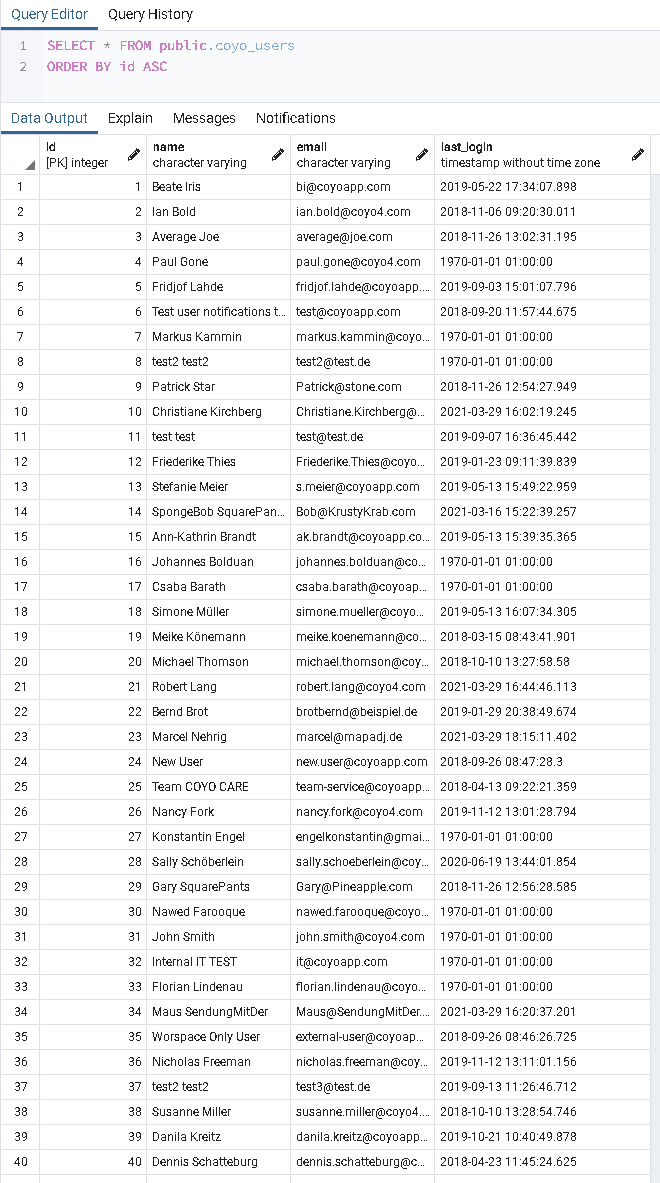 Query Editor Query History
1 SELECT * FROM public.coyo_users
2 ORDER BY id ASC
Data Output Explain Messages Notifications
id name email last_login
[PK] integer character varying character varying timestamp without time zone
1 1 Beate Iris bi@coyoapp.com 2019-05-22 17:34:07.898
2 2 Ian Bold ian.bold@coyo4.com 2018-11-06 09:20:30.011
3 3 Average Joe average@joe.com 2018-11-26 13:02:31.195
4 4 Paul Gone paul.gone@coyo4.com 1970-01-01 01:00:00
5 5 Fridjof Lahde fridjof.lahde@coyoapp.... 2019-09-03 15:01:07.796
6 6 Test user notifications t... test@coyoapp.com 2018-09-20 11:57:44.675
7 7 Markus Kammin markus.kammin@coyo... 1970-01-01 01:00:00
8 8 test2 test2 test2@test.de 1970-01-01 01:00:00
9 9 Patrick Star Patrick@stone.com 2018-11-26 12:54:27.949
10 10 Christiane Kirchberg Christiane.Kirchberg@... 2021-03-29 16:02:19.245
11 11 test test test@test.de 2019-09-07 16:36:45.442
12 12 Friederike Thies Friederike.Thies@coyo... 2019-01-23 09:11:39.839
13 13 Stefanie Meier s.meier@coyoapp.com 2019-05-13 15:49:22.959
14 14 SpongeBob SquarePan... Bob@KrustyKrab.com 2021-03-16 15:22:39.257
15 15 Ann-Kathrin Brandt ak.brandt@coyoapp.co... 2019-05-13 15:39:35.365
16 16 Johannes Bolduan johannes.bolduan@co... 1970-01-01 01:00:00
17 17 Csaba Barath csaba.barath@coyoap... 1970-01-01 01:00:00
18 18 Simone Müller simone.mueller@coyo... 2019-05-13 16:07:34.305
19 19 Meike Könemann meike.koenemann@co... 2018-03-15 08:43:41.901
20 20 Michael Thomson michael.thomson@coy... 2018-10-10 13:27:58.58
21 21 Robert Lang robert.lang@coyo4.com 2021-03-29 16:44:46.113
22 22 Bernd Brot brotbernd@beispiel.de 2019-01-29 20:38:49.674
23 23 Marcel Nehrig marcel@mapadj.de 2021-03-29 18:15:11.402
24 24 New User new.user@coyoapp.com 2018-09-26 08:47:28.3
25 25 Team COYO CARE team-service@coyoapp... 2018-04-13 09:22:21.359
26 26 Nancy Fork nancy.fork@coyo4.com 2019-11-12 13:01:28.794
27 27 Konstantin Engel engelkonstantin@gmai... 1970-01-01 01:00:00
28 28 Sally Schöberlein sally.schoeberlein@coy... 2020-06-19 13:44:01.854
29 29 Gary SquarePants Gary@Pineapple.com 2018-11-26 12:56:28.585
30 30 Nawed Farooque nawed.farooque@coyo... 1970-01-01 01:00:00
31 31 John Smith john.smith@coyo4.com 1970-01-01 01:00:00
32 32 Internal IT TEST it@coyoapp.com 1970-01-01 01:00:00
33 33 Florian Lindenau florian.lindenau@coyo... 1970-01-01 01:00:00
34 34 Maus SendungMitDer Maus@SendungMitDer.... 2021-03-29 16:20:37.201
35 35 Worspace Only User external-user@coyoap... 2018-09-26 08:46:26.725
36 36 Nicholas Freeman nicholas.freeman@coy... 2019-11-12 13:11:01.156
37 37 test2 test2 test3@test.de 2019-09-13 11:26:46.712
38 38 Susanne Miller susanne.miller@coyo4.... 2018-10-10 13:28:54.746
39 39 Danila Kreitz danila.kreitz@coyoapp... 2019-10-21 10:40:49.878
40 40 Dennis Schatteburg dennis.schatteburg@c... 2018-04-23 11:45:24.625